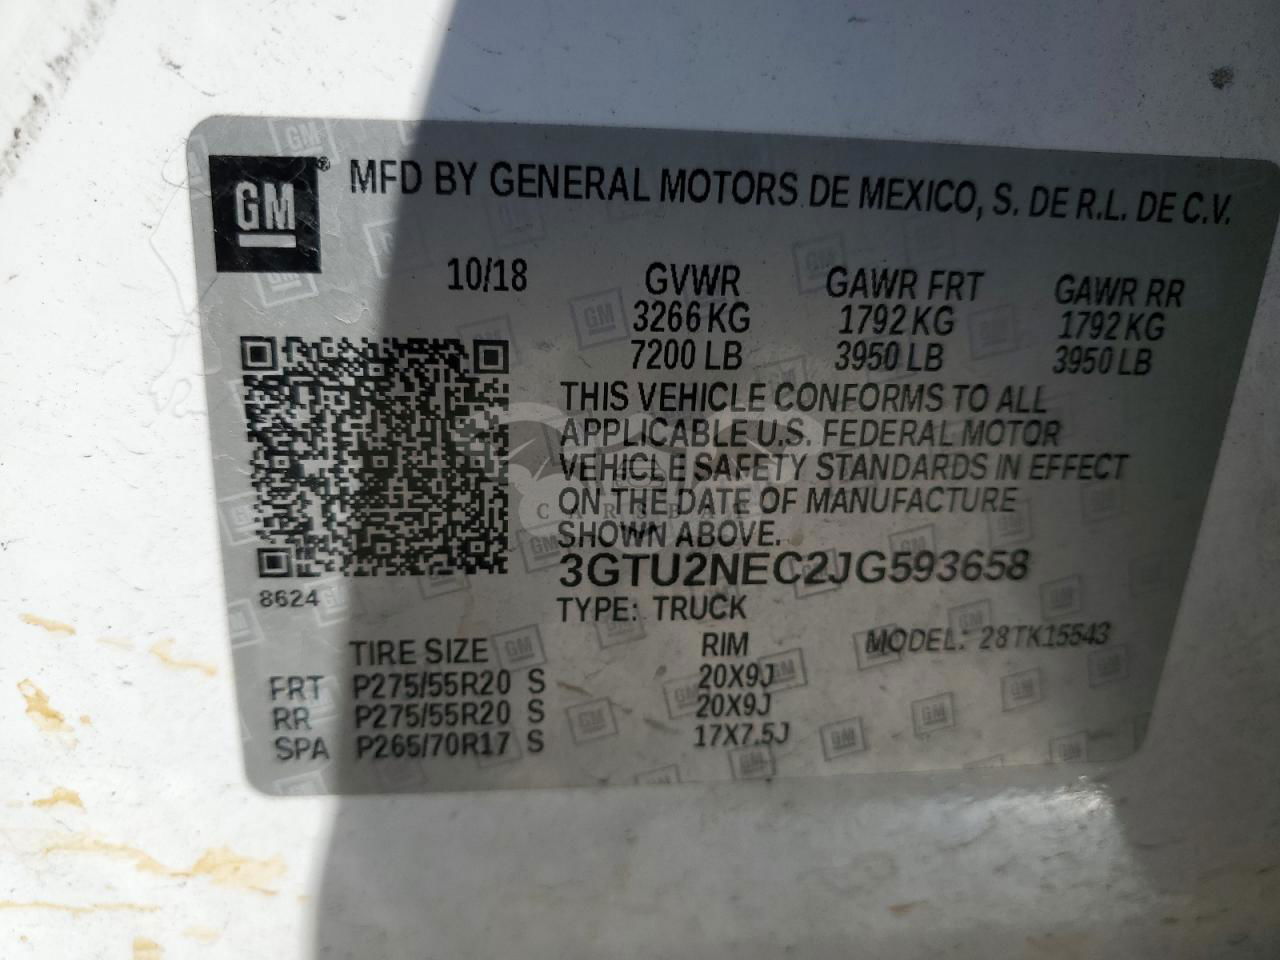 GM ® MFD BY GENERAL MOTORS DE MEXICO, S. DE R.L. DE C.V.
10/18 GVWR GAWR FRT GAWR RR
3266 KG 1792 KG 1792 KG
7200 LB 3950 LB 3950 LB
THIS VEHICLE CONFORMS TO ALL
APPLICABLE U.S. FEDERAL MOTOR
VEHICLE SAFETY STANDARDS IN EFFECT
ON THE DATE OF MANUFACTURE
SHOWN ABOVE.
3GTU2NEC2JG593658
8624
TYPE: TRUCK
TIRE SIZE RIM MODEL: 28TK15543
FRT P275/55R20 S 20X9J
RR P275/55R20 S 20X9J
SPA P265/70R17 S 17X7.5J